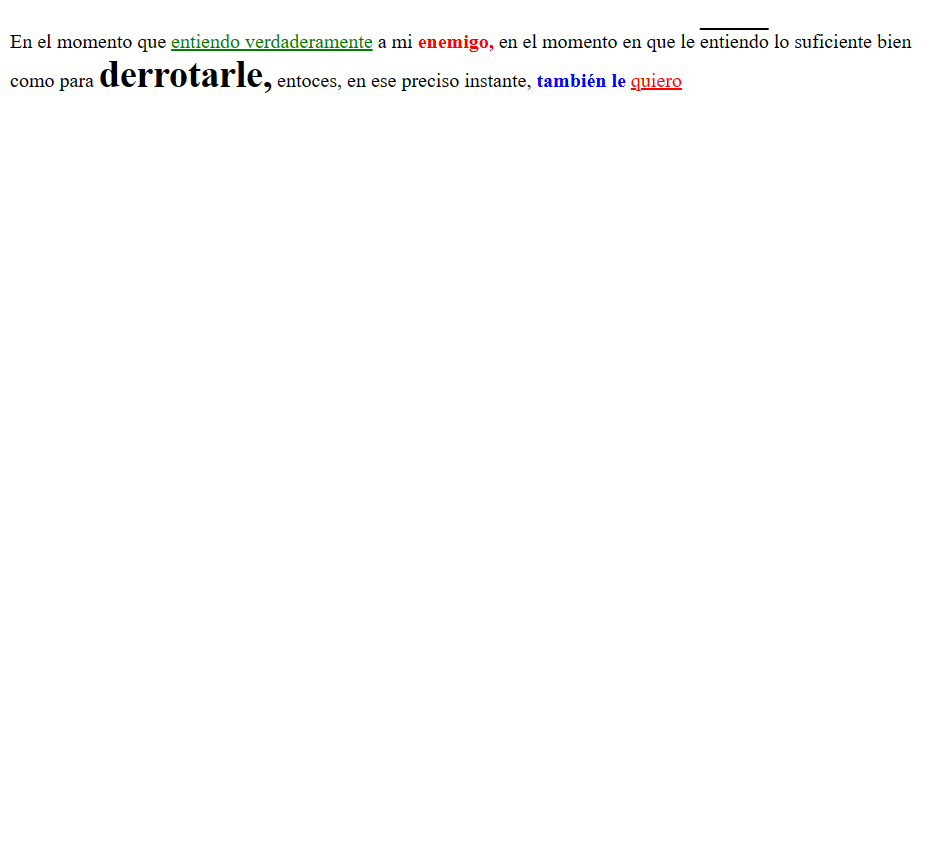 En el momento que entiendo verdaderamente a mi enemigo, en el momento en que le entiendo lo suficiente bien
como para derrotarle, entoces, en ese preciso instante, también le quiero